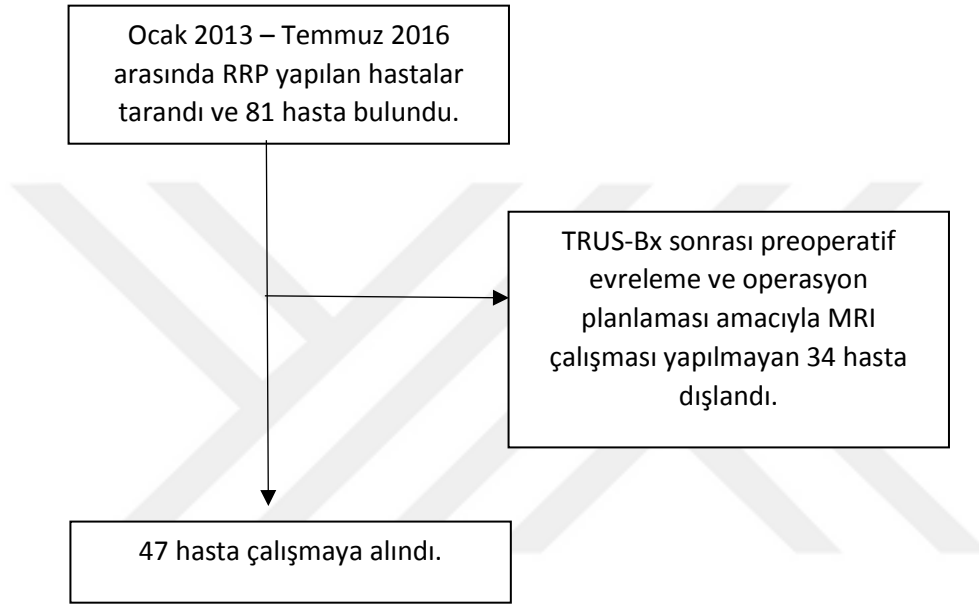 Ocak 2013 – Temmuz 2016
arasında RRP yapılan hastalar
tarandı ve 81 hasta bulundu.
TRUS-Bx sonrası preoperatif
evreleme ve operasyon
planlaması amacıyla MRI
çalışması yapılmayan 34 hasta
dışlandı.
47 hasta çalışmaya alındı.